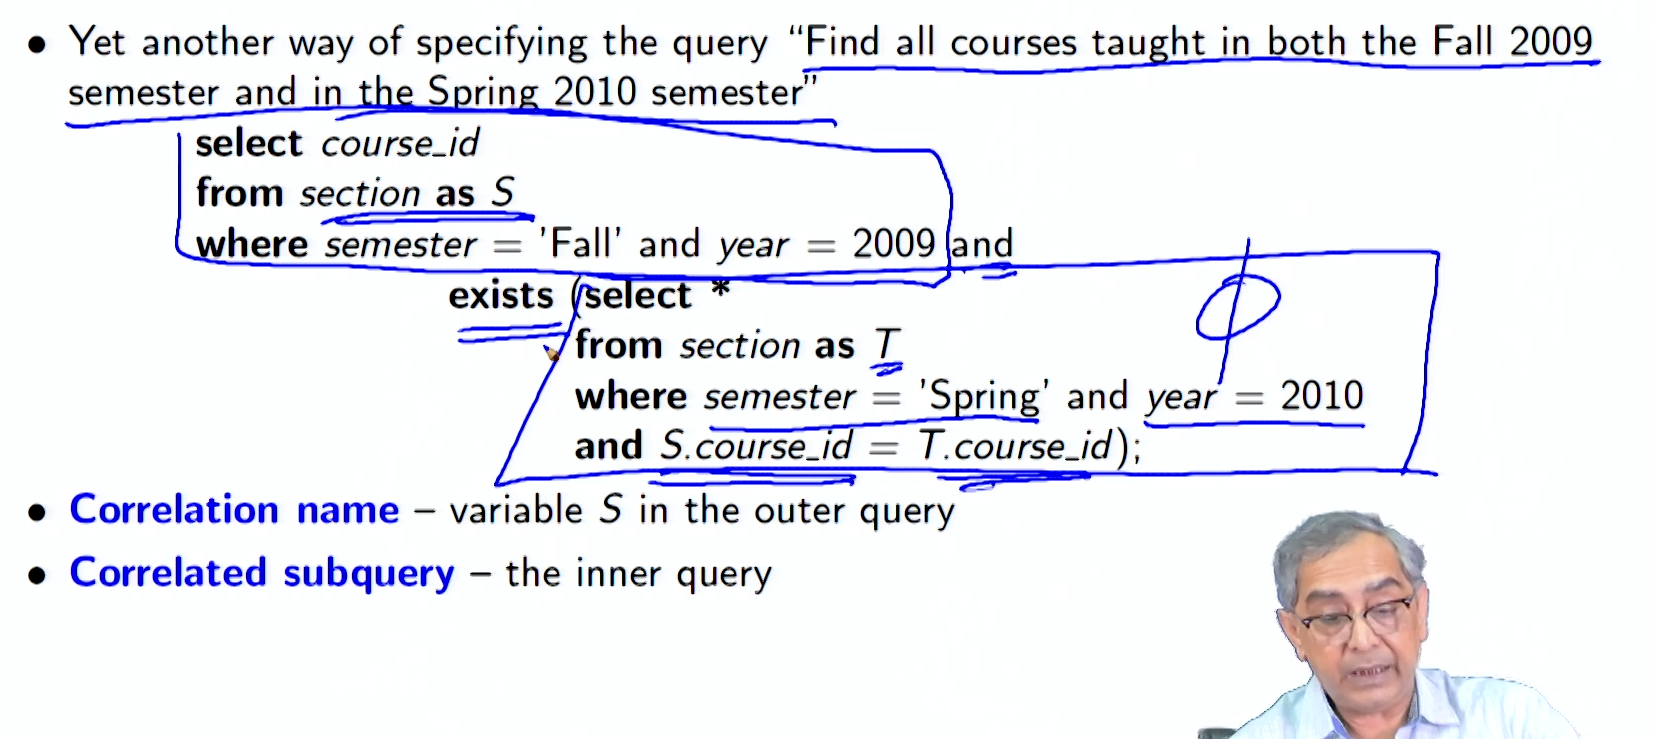 • Yet another way of specifying the query “Find all courses taught in both the Fall 2009
semester and in the Spring 2010 semester”
select course_id
from section as S
where semester = 'Fall' and year = 2009 and
exists (select *
from section as T
where semester = 'Spring' and year = 2010
and S.course_id = T.course_id);
• Correlation name – variable S in the outer query
• Correlated subquery – the inner query